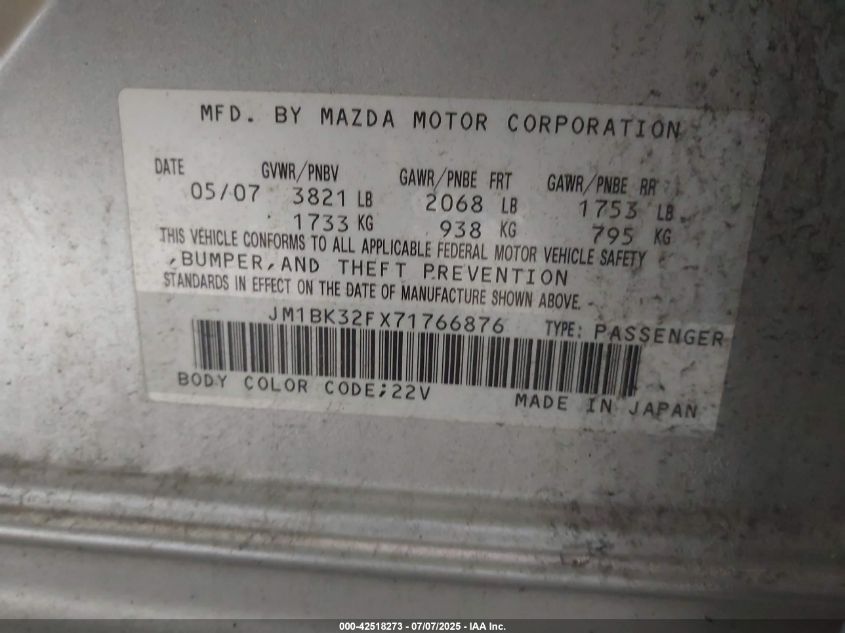 MFD. BY MAZDA MOTOR CORPORATION
DATE GVWR/PNBV GAWR/PNBE FRT GAWR/PNBE RR
05/07 3821 LB 2068 LB 1753 LB
1733 KG 938 KG 795 KG
THIS VEHICLE CONFORMS TO ALL APPLICABLE FEDERAL MOTOR VEHICLE SAFETY
,BUMPER,AND THEFT PREVENTION
STANDARDS IN EFFECT ON THE DATE OF MANUFACTURE SHOWN ABOVE.
JM1BK32FX71766876 TYPE: PASSENGER
BODY COLOR CODE;22V MADE IN JAPAN
000-42518273 - 07/07/2025 - IAA Inc.